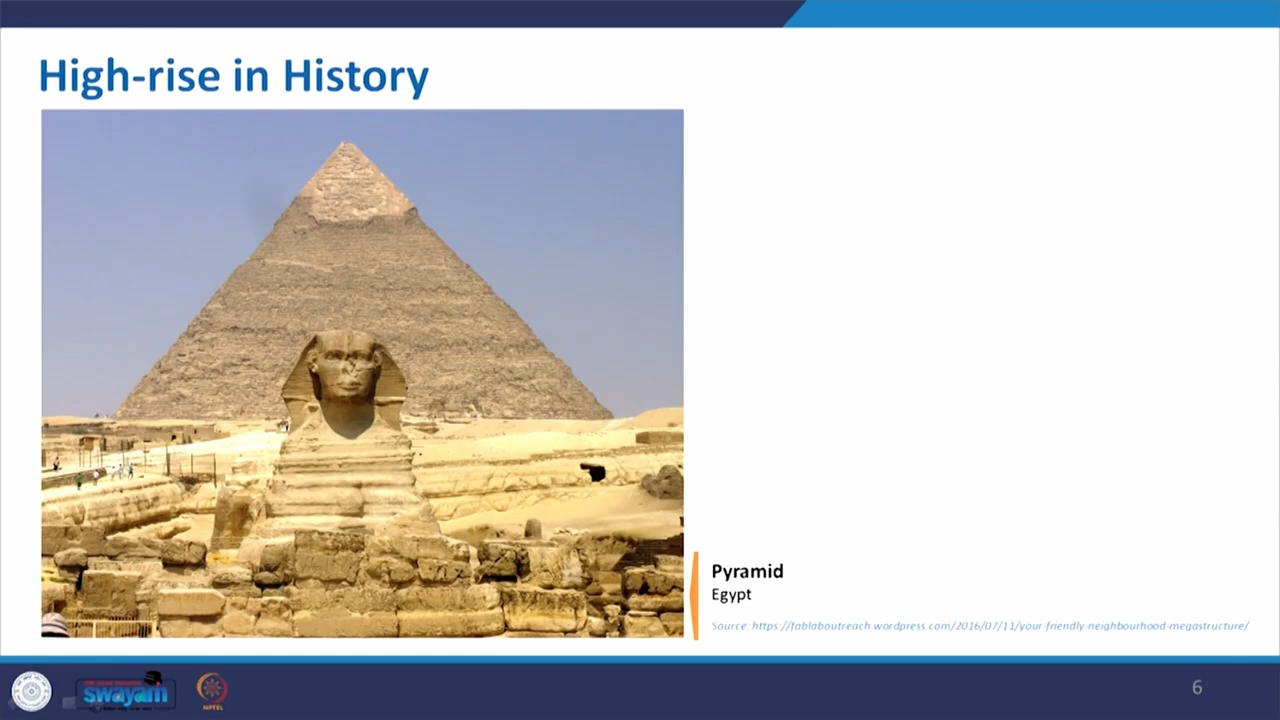 High-rise in History
Pyramid
Egypt
Source: https://fablaboutreach.wordpress.com/2016/07/11/your-friendly-neighbourhood-megastructure/
swayam
NPTEL
6